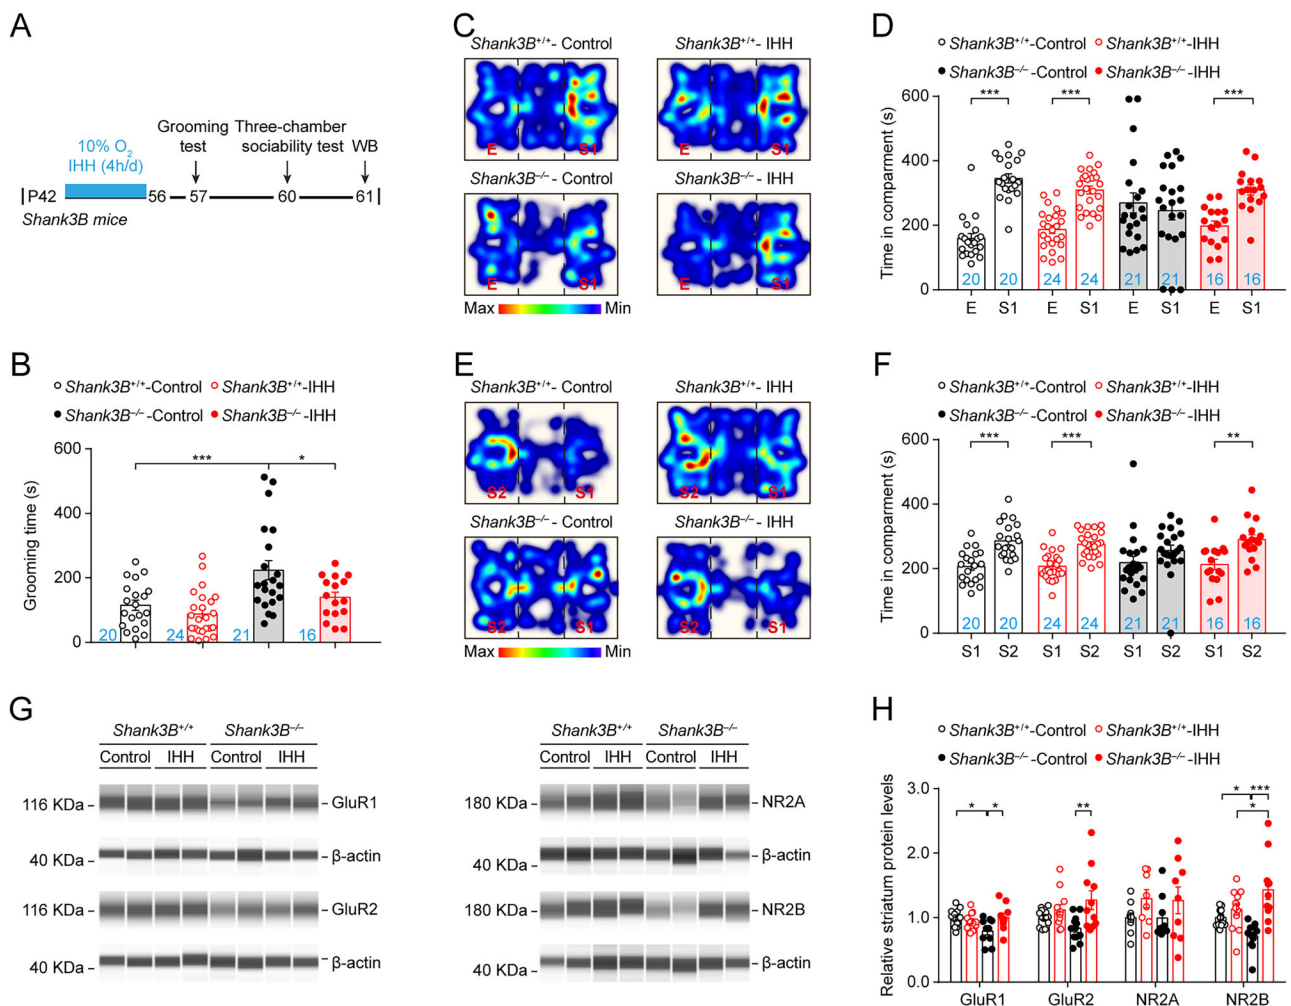 A
10% O2
IHH (4h/d)
Grooming
test
Three-chamber
sociability test
WB
P42
56
57
60
61
Shank3B mice
B
Shank3B+/+-Control
Shank3B+/+-IHH
Shank3B−/−-Control
Shank3B−/−-IHH
Grooming time (s)
600
400
200
0
***
*
20
24
21
16
C
Shank3B+/+- Control
Shank3B+/+- IHH
E
S1
E
S1
Shank3B−/−- Control
Shank3B−/−- IHH
E
S1
E
S1
Max
Min
D
Shank3B+/+-Control
Shank3B+/+-IHH
Shank3B−/−-Control
Shank3B−/−-IHH
Time in comparment (s)
600
400
200
0
***
***
***
20
20
24
24
21
21
16
16
E
S1
E
S1
E
S1
E
S1
E
Shank3B+/+- Control
Shank3B+/+- IHH
S2
S1
S2
S1
Shank3B−/−- Control
Shank3B−/−- IHH
S2
S1
S2
S1
Max
Min
F
Shank3B+/+-Control
Shank3B+/+-IHH
Shank3B−/−-Control
Shank3B−/−-IHH
Time in comparment (s)
600
400
200
0
***
***
**
20
20
24
24
21
21
16
16
S1
S2
S1
S2
S1
S2
S1
S2
G
Shank3B+/+
Shank3B−/−
Control
IHH
Control
IHH
116 KDa
GluR1
40 KDa
β-actin
116 KDa
GluR2
40 KDa
β-actin
Shank3B+/+
Shank3B−/−
Control
IHH
Control
IHH
180 KDa
NR2A
40 KDa
β-actin
180 KDa
NR2B
40 KDa
β-actin
H
Shank3B+/+-Control
Shank3B+/+-IHH
Shank3B−/−-Control
Shank3B−/−-IHH
Relative striatum protein levels
3.0
2.0
1.0
0
*
*
**
*
***
*
GluR1
GluR2
NR2A
NR2B